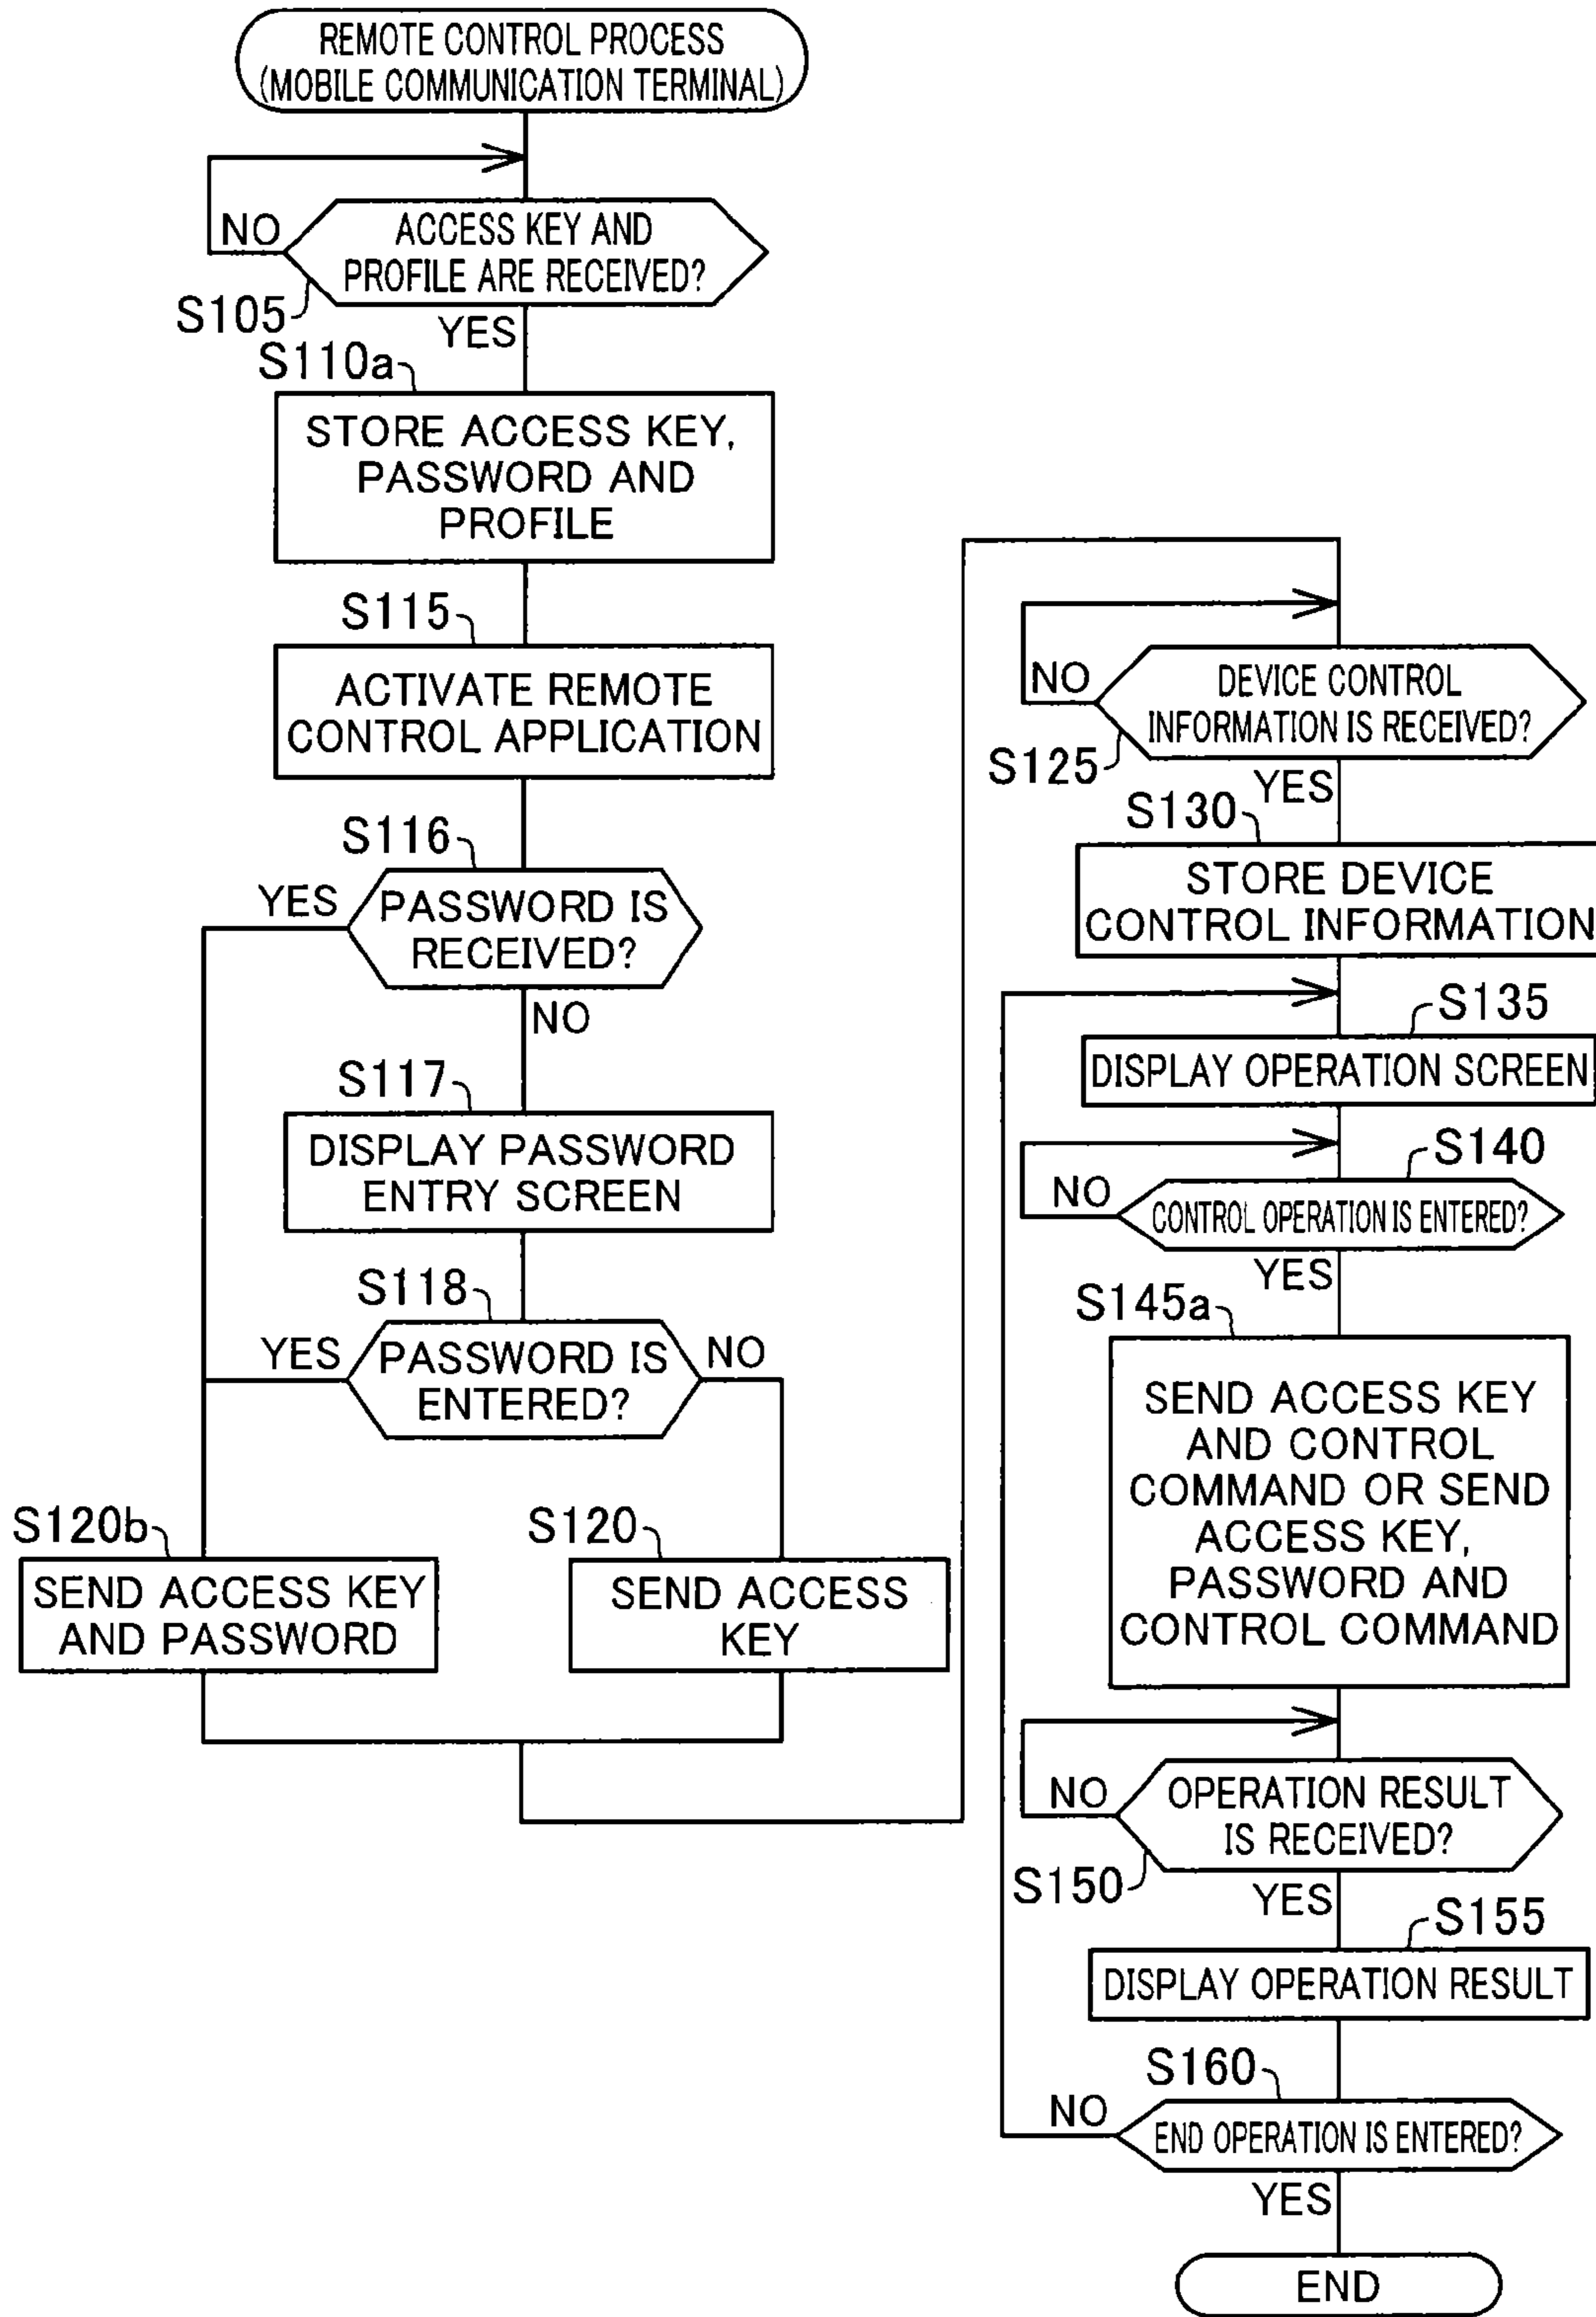 REMOTE CONTROL PROCESS
(MOBILE COMMUNICATION TERMINAL)
NO
ACCESS KEY AND
PROFILE ARE RECEIVED?
S105
YES
S110a
STORE ACCESS KEY,
PASSWORD AND
PROFILE
S115
ACTIVATE REMOTE
CONTROL APPLICATION
S116
YES
PASSWORD IS
RECEIVED?
NO
S117
DISPLAY PASSWORD
ENTRY SCREEN
S118
YES
PASSWORD IS
ENTERED?
NO
S120b
SEND ACCESS KEY
AND PASSWORD
S120
SEND ACCESS
KEY
NO
DEVICE CONTROL
INFORMATION IS RECEIVED?
S125
YES
S130
STORE DEVICE
CONTROL INFORMATION
S135
DISPLAY OPERATION SCREEN
S140
NO
CONTROL OPERATION IS ENTERED?
YES
S145a
SEND ACCESS KEY
AND CONTROL
COMMAND OR SEND
ACCESS KEY,
PASSWORD AND
CONTROL COMMAND
NO
OPERATION RESULT
IS RECEIVED?
S150
YES
S155
DISPLAY OPERATION RESULT
S160
NO
END OPERATION IS ENTERED?
YES
END